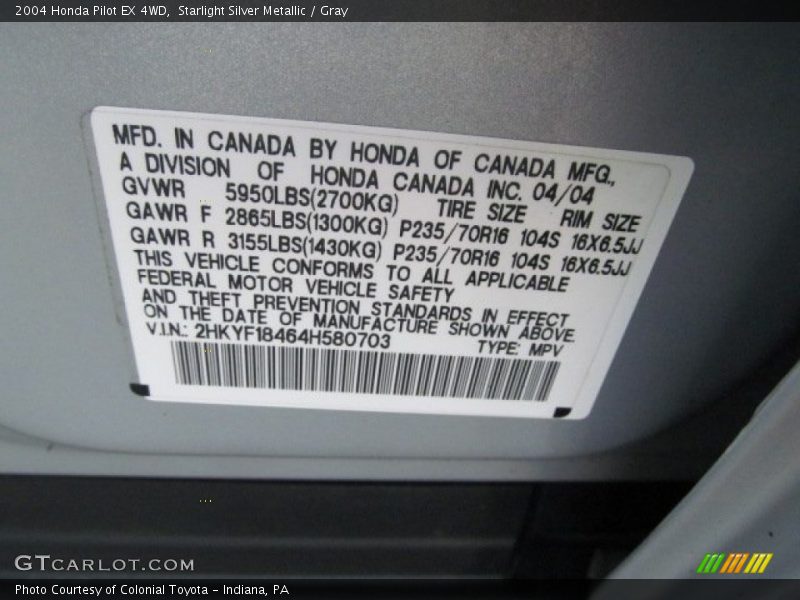 2004 Honda Pilot EX 4WD,  Starlight Silver Metallic / Gray
MFD. IN CANADA BY HONDA OF CANADA MFG.,
A DIVISION OF HONDA CANADA INC. 04/04
GVWR 5950LBS(2700KG) TIRE SIZE RIM SIZE
GAWR F 2865LBS(1300KG) P235/70R16 104S 16X6.5JJ
GAWR R 3155LBS(1430KG) P235/70R16 104S 16X6.5JJ
THIS VEHICLE CONFORMS TO ALL APPLICABLE
FEDERAL MOTOR VEHICLE SAFETY
AND THEFT PREVENTION STANDARDS IN EFFECT
ON THE DATE OF MANUFACTURE SHOWN ABOVE.
V.I.N.: 2HKYF18464H580703 TYPE: MPV
GTCARLOT.COM
Photo Courtesy of Colonial Toyota - Indiana, PA